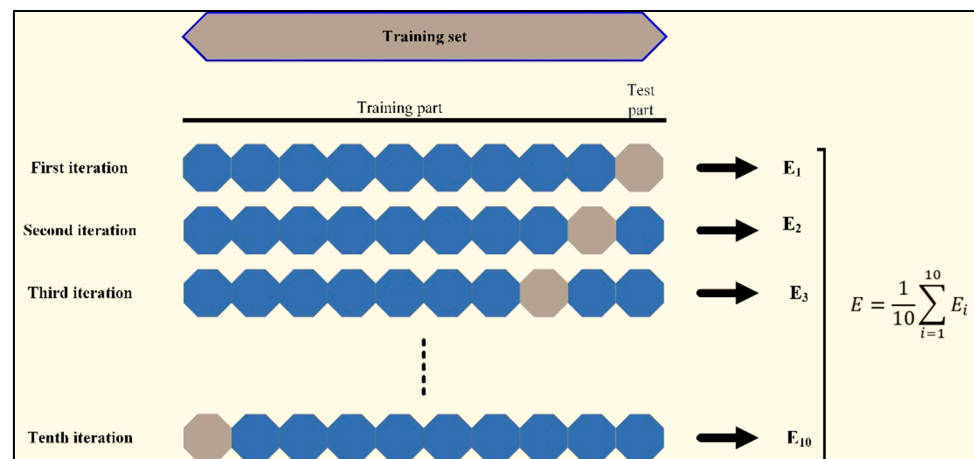 Training set
Training part
Test
part
First iteration
E₁
Second iteration
E₂
Third iteration
E₃
E = 1/10 ∑_{i=1}^{10} E_i
Tenth iteration
E₁₀